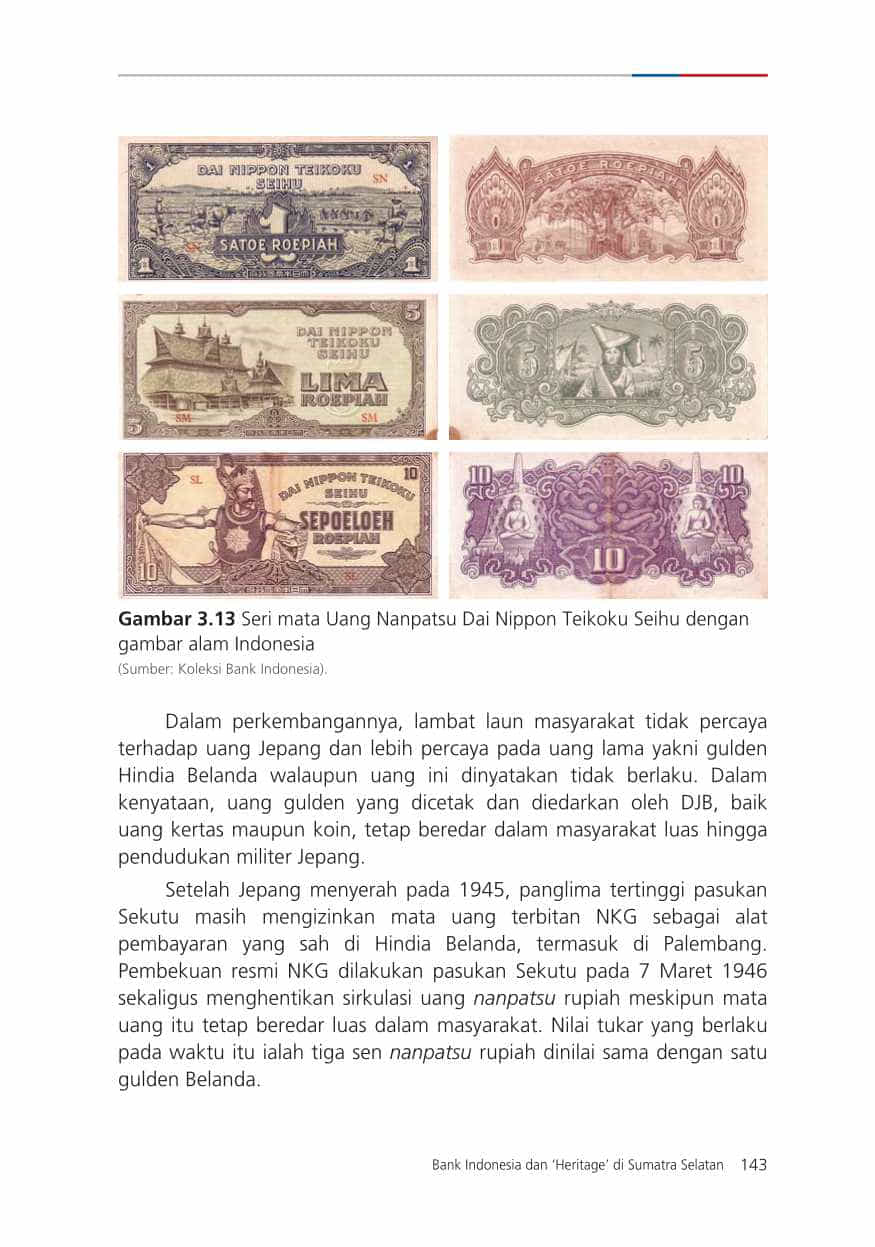 DAI NIPPON TEIKOKU
SEIHU
SN
1
SN
SATOE ROEPIAH
1
1
SATOE ROEPIAH
1
1
5
DAI NIPPON
TEIKOKU
SEIHU
LIMA
ROEPIAH
SM
SM
5
5
5
SL
10
DAI NIPPON TEIKOKU
SEIHU
SEPOELOEH
ROEPIAH
10
SL
10
10
10
Gambar 3.13 Seri mata Uang Nanpatsu Dai Nippon Teikoku Seihu dengan
gambar alam Indonesia
(Sumber: Koleksi Bank Indonesia).
Dalam perkembangannya, lambat laun masyarakat tidak percaya
terhadap uang Jepang dan lebih percaya pada uang lama yakni gulden
Hindia Belanda walaupun uang ini dinyatakan tidak berlaku. Dalam
kenyataan, uang gulden yang dicetak dan diedarkan oleh DJB, baik
uang kertas maupun koin, tetap beredar dalam masyarakat luas hingga
pendudukan militer Jepang.
Setelah Jepang menyerah pada 1945, panglima tertinggi pasukan
Sekutu masih mengizinkan mata uang terbitan NKG sebagai alat
pembayaran yang sah di Hindia Belanda, termasuk di Palembang.
Pembekuan resmi NKG dilakukan pasukan Sekutu pada 7 Maret 1946
sekaligus menghentikan sirkulasi uang nanpatsu rupiah meskipun mata
uang itu tetap beredar luas dalam masyarakat. Nilai tukar yang berlaku
pada waktu itu ialah tiga sen nanpatsu rupiah dinilai sama dengan satu
gulden Belanda.
Bank Indonesia dan ‘Heritage’ di Sumatra Selatan 143